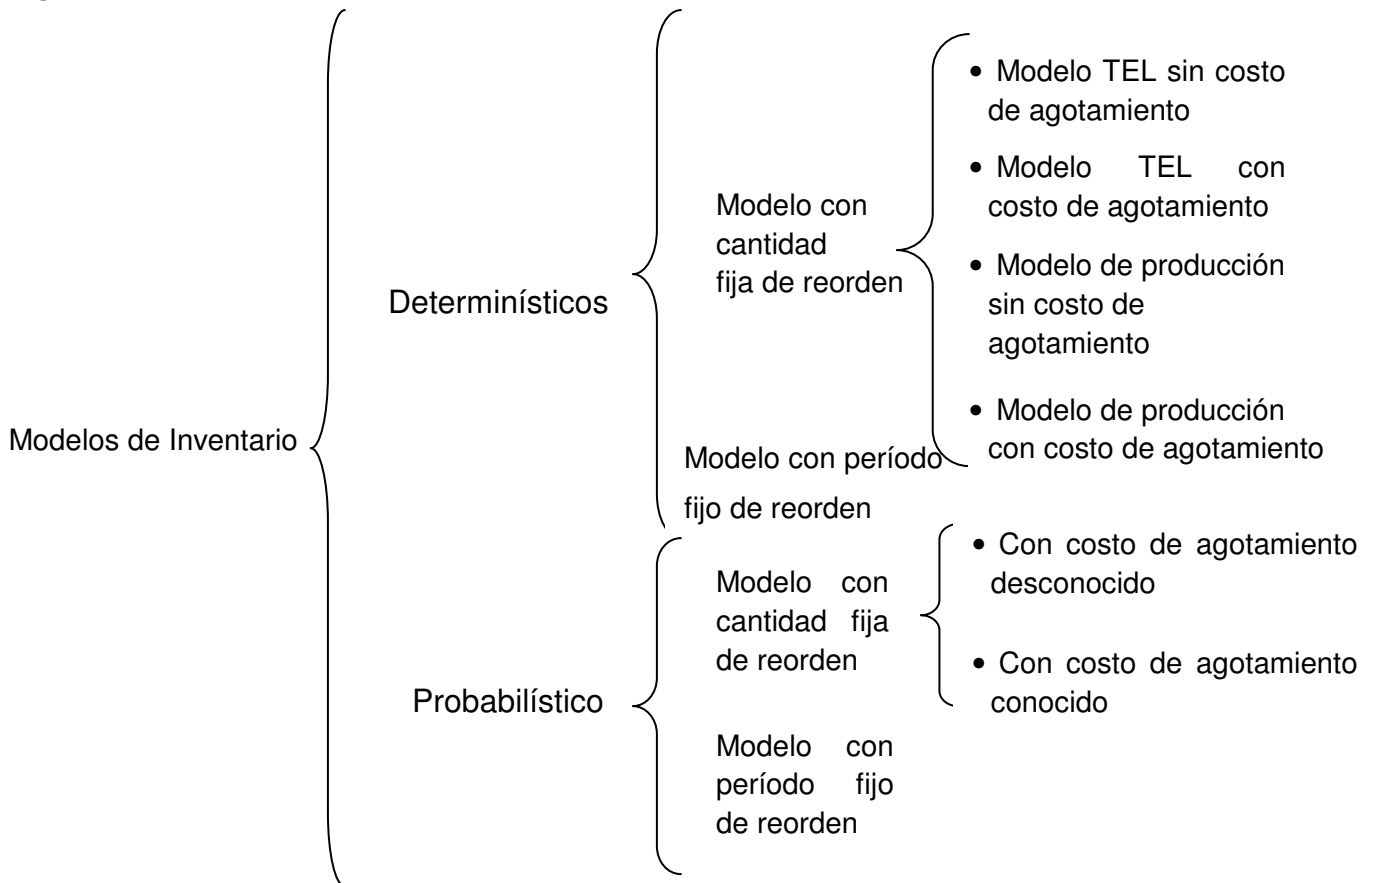 Modelos de Inventario
Determinísticos
Modelo con
cantidad
fija de reorden
• Modelo TEL sin costo
de agotamiento
• Modelo TEL con
costo de agotamiento
• Modelo de producción
sin costo de
agotamiento
• Modelo de producción
con costo de agotamiento
Modelo con período
fijo de reorden
Probabilístico
Modelo con
cantidad fija
de reorden
• Con costo de agotamiento
desconocido
• Con costo de agotamiento
conocido
Modelo con
período fijo
de reorden